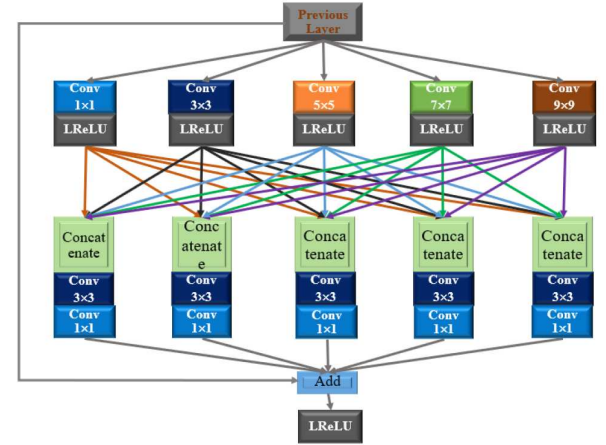 Previous
Layer
Conv
1×1
LReLU
Conv
3×3
LReLU
Conv
5×5
LReLU
Conv
7×7
LReLU
Conv
9×9
LReLU
Concat
enate
Conv
3×3
Conv
1×1
Conc
atenat
e
Conv
3×3
Conv
1×1
Conca
tenate
Conv
3×3
Conv
1×1
Conca
tenate
Conv
3×3
Conv
1×1
Conca
tenate
Conv
3×3
Conv
1×1
Add
LReLU